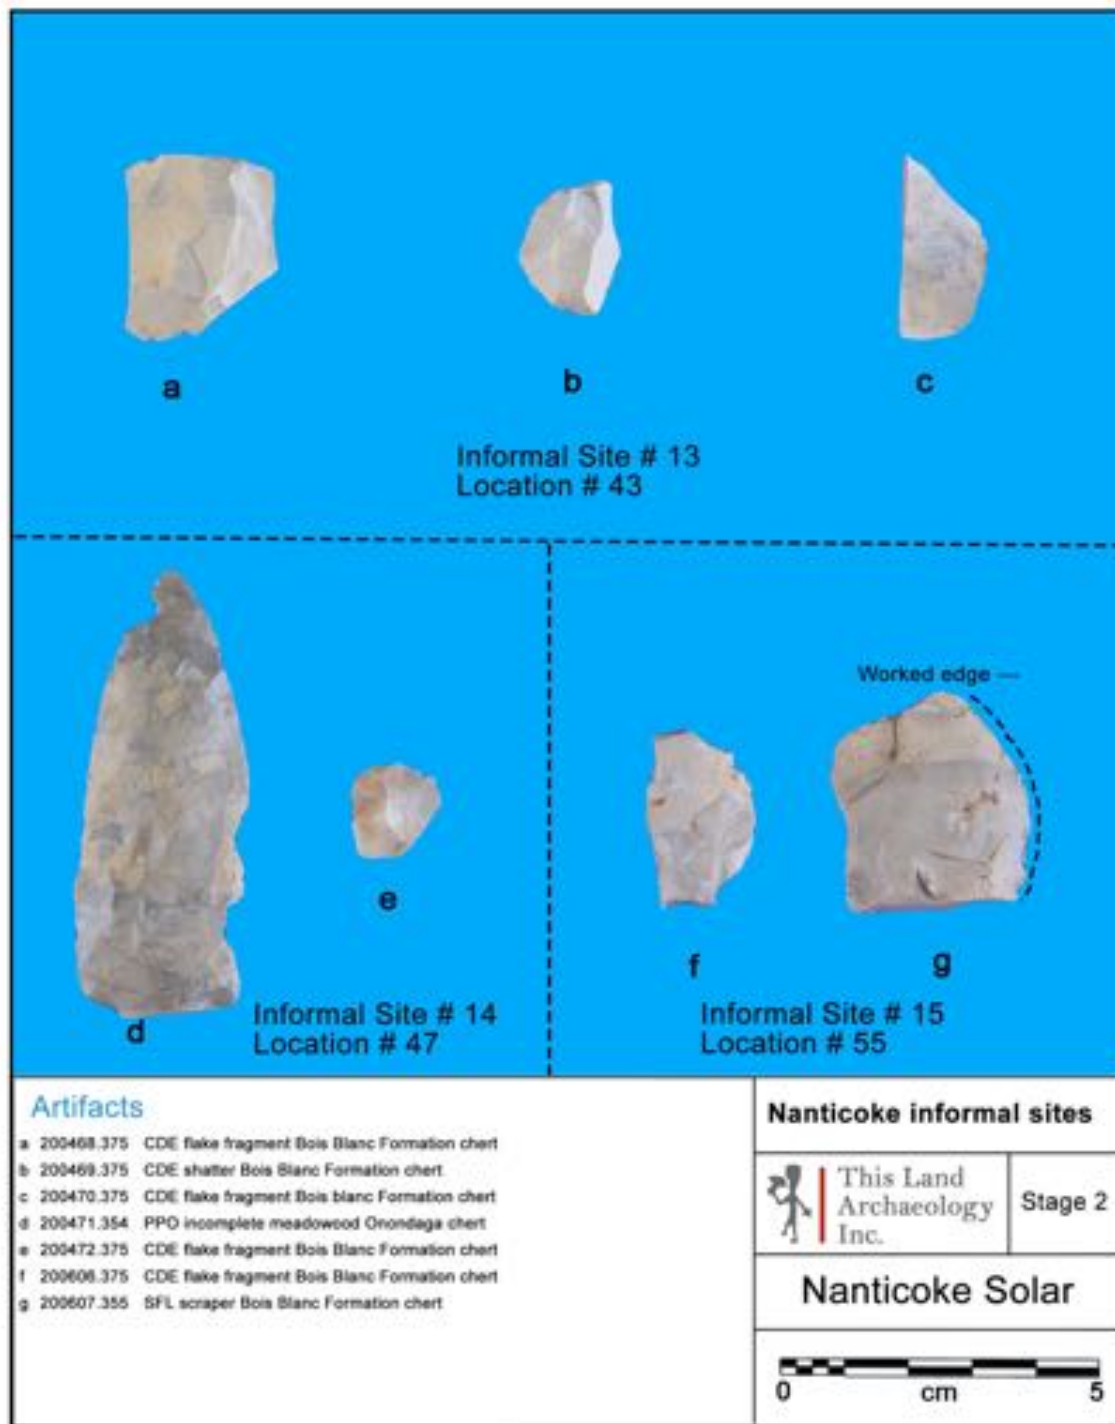 a
b
c
Informal Site # 13
Location # 43
Worked edge
e
f
g
d
Informal Site # 14
Location # 47
Informal Site # 15
Location # 55
Artifacts
a 200468.375 CDE flake fragment Bois Blanc Formation chert
b 200469.375 CDE shatter Bois Blanc Formation chert
c 200470.375 CDE flake fragment Bois blanc Formation chert
d 200471.354 PPO incomplete meadowood Onondaga chert
e 200472.375 CDE flake fragment Bois Blanc Formation chert
f 200606.375 CDE flake fragment Bois Blanc Formation chert
g 200607.355 SFL scraper Bois Blanc Formation chert
Nanticoke informal sites
This Land
Archaeology
Inc.
Stage 2
Nanticoke Solar
0 cm 5